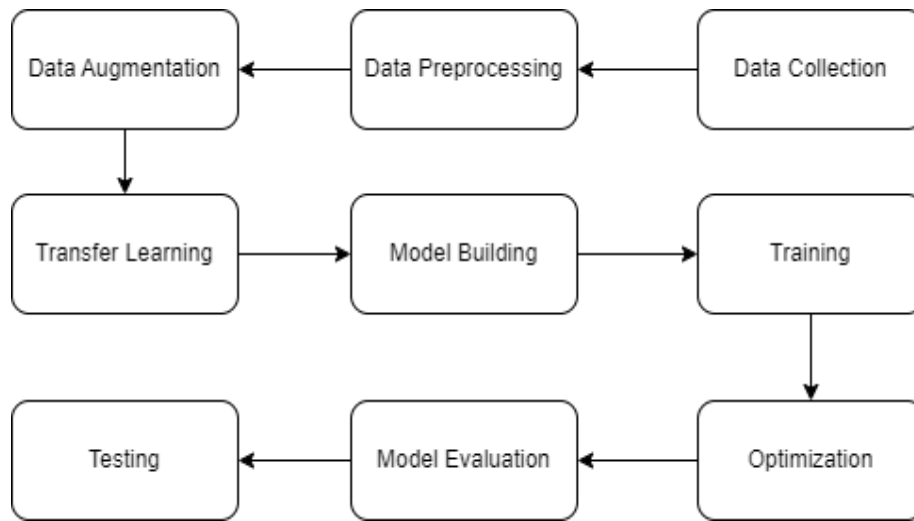 Data Augmentation
Data Preprocessing
Data Collection
Transfer Learning
Model Building
Training
Testing
Model Evaluation
Optimization